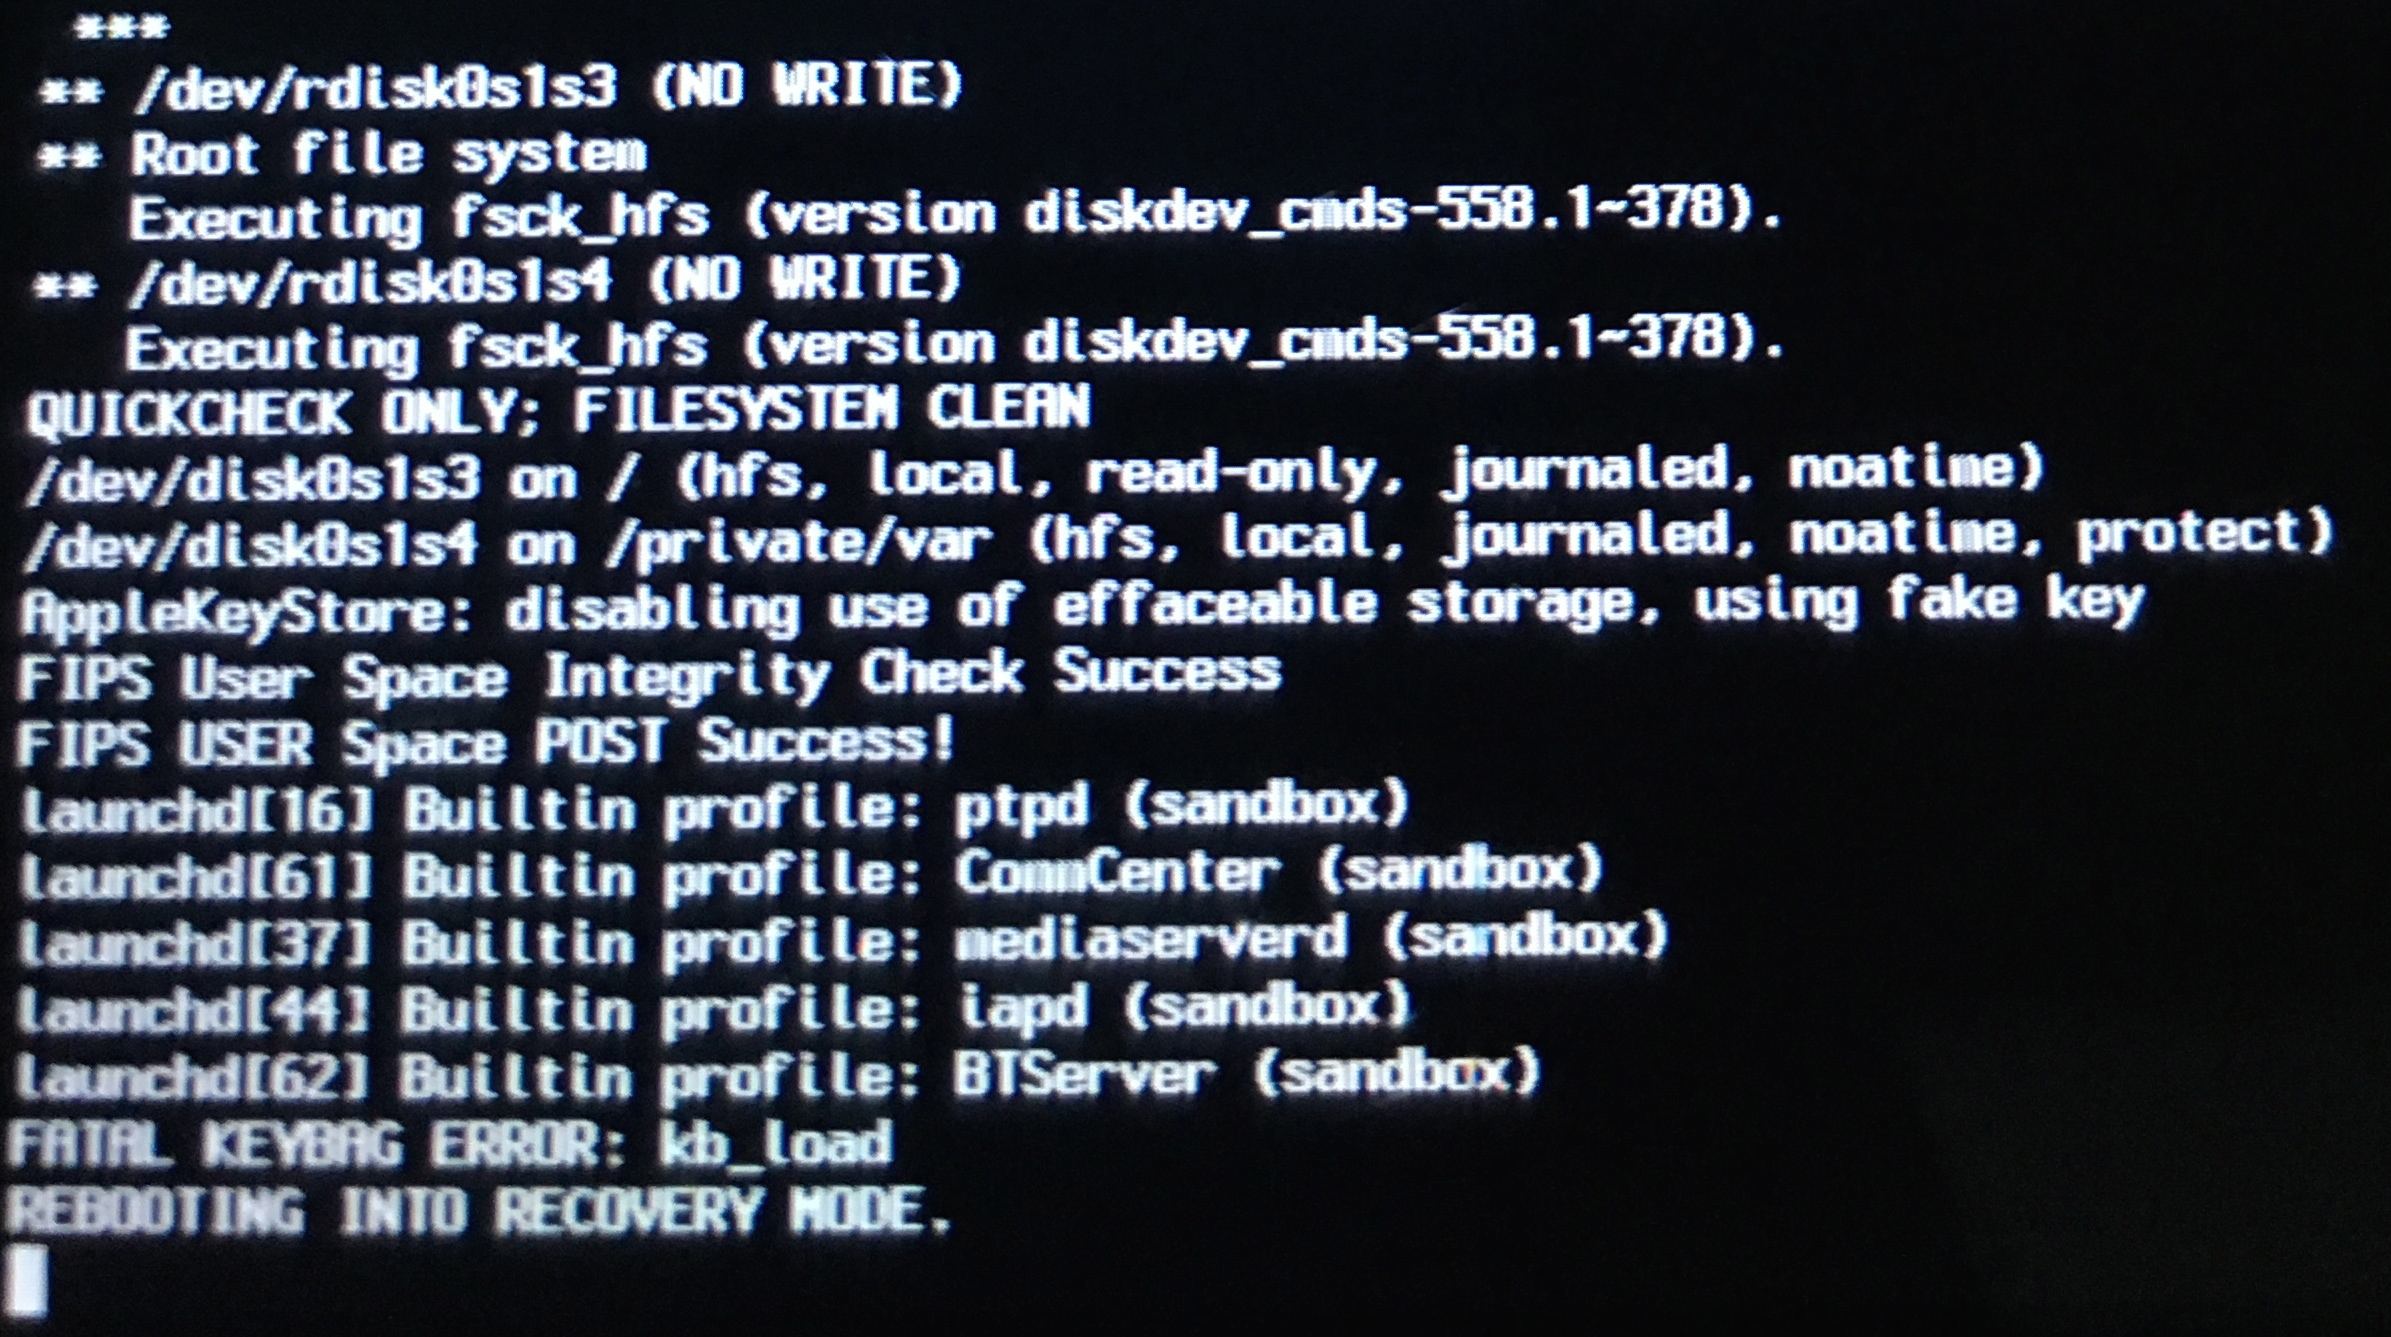 ***
** /dev/rdisk0s1s3 (NO WRITE)
** Root file system
   Executing fsck_hfs (version diskdev_cmds-558.1~378).
** /dev/rdisk0s1s4 (NO WRITE)
   Executing fsck_hfs (version diskdev_cmds-558.1~378).
QUICKCHECK ONLY; FILESYSTEM CLEAN
/dev/disk0s1s3 on / (hfs, local, read-only, journaled, noatime)
/dev/disk0s1s4 on /private/var (hfs, local, journaled, noatime, protect)
AppleKeyStore: disabling use of effaceable storage, using fake key
FIPS User Space Integrity Check Success
FIPS USER Space POST Success!
launchd[16] Builtin profile: ptpd (sandbox)
launchd[61] Builtin profile: CommCenter (sandbox)
launchd[37] Builtin profile: mediaserverd (sandbox)
launchd[44] Builtin profile: iapd (sandbox)
launchd[62] Builtin profile: BTServer (sandbox)
FATAL KEYBAG ERROR: kb_load
REBOOTING INTO RECOVERY MODE.